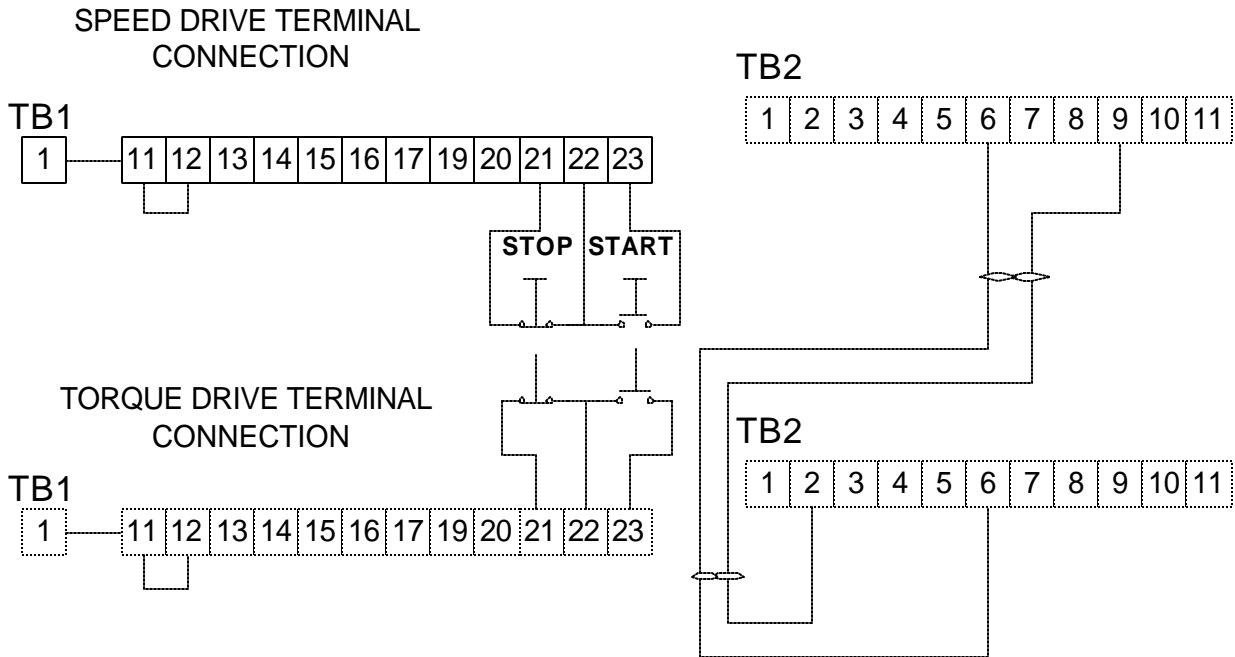 SPEED DRIVE TERMINAL
CONNECTION
TB2
1 2 3 4 5 6 7 8 9 10 11
TB1
1 11 12 13 14 15 16 17 19 20 21 22 23
STOP START
TORQUE DRIVE TERMINAL
CONNECTION
TB2
1 2 3 4 5 6 7 8 9 10 11
TB1
1 11 12 13 14 15 16 17 19 20 21 22 23